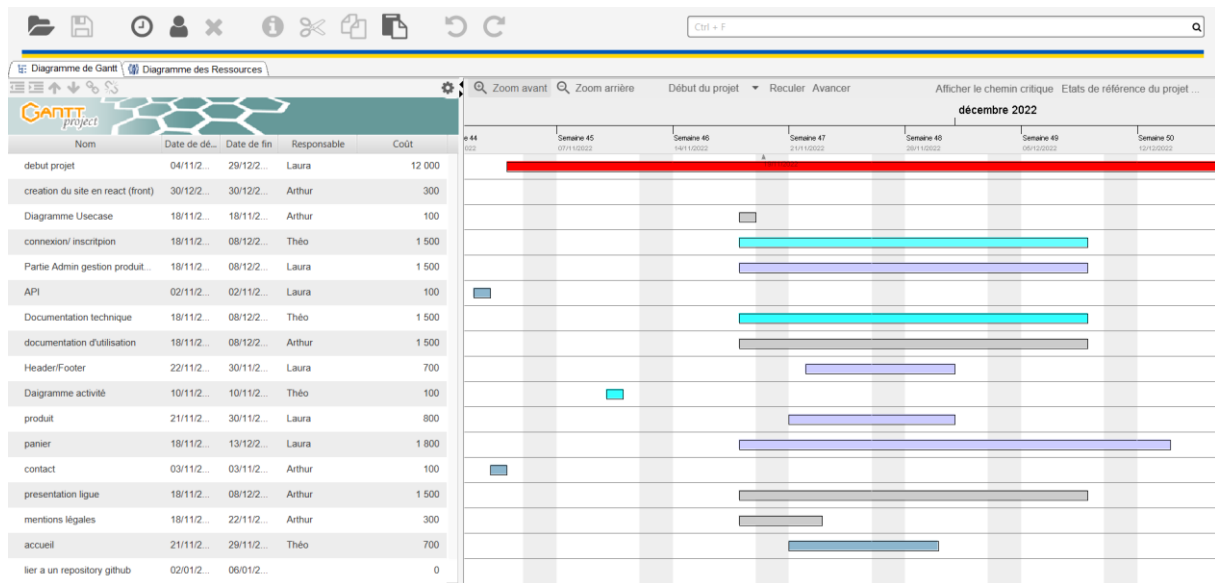 Ctrl + F
Diagramme de Gantt Diagramme des Ressources
Zoom avant Zoom arrière Début du projet Reculer Avancer Afficher le chemin critique Etats de référence du projet ...
GANTT project
décembre 2022
e 44 Semaine 45 Semaine 46 Semaine 47 Semaine 48 Semaine 49 Semaine 50
022 07/11/2022 14/11/2022 21/11/2022 28/11/2022 05/12/2022 12/12/2022
Nom Date de dé... Date de fin Responsable Coût
debut projet 04/11/2... 29/12/2... Laura 12 000
creation du site en react (front) 30/12/2... 30/12/2... Arthur 300
Diagramme Usecase 18/11/2... 18/11/2... Arthur 100
connexion/ inscritpion 18/11/2... 08/12/2... Théo 1 500
Partie Admin gestion produit... 18/11/2... 08/12/2... Laura 1 500
API 02/11/2... 02/11/2... Laura 100
Documentation technique 18/11/2... 08/12/2... Théo 1 500
documentation d'utilisation 18/11/2... 08/12/2... Arthur 1 500
Header/Footer 22/11/2... 30/11/2... Laura 700
Daigramme activité 10/11/2... 10/11/2... Théo 100
produit 21/11/2... 30/11/2... Laura 800
panier 18/11/2... 13/12/2... Laura 1 800
contact 03/11/2... 03/11/2... Arthur 100
presentation ligue 18/11/2... 08/12/2... Arthur 1 500
mentions légales 18/11/2... 22/11/2... Arthur 300
accueil 21/11/2... 29/11/2... Théo 700
lier a un repository github 02/01/2... 06/01/2... 0